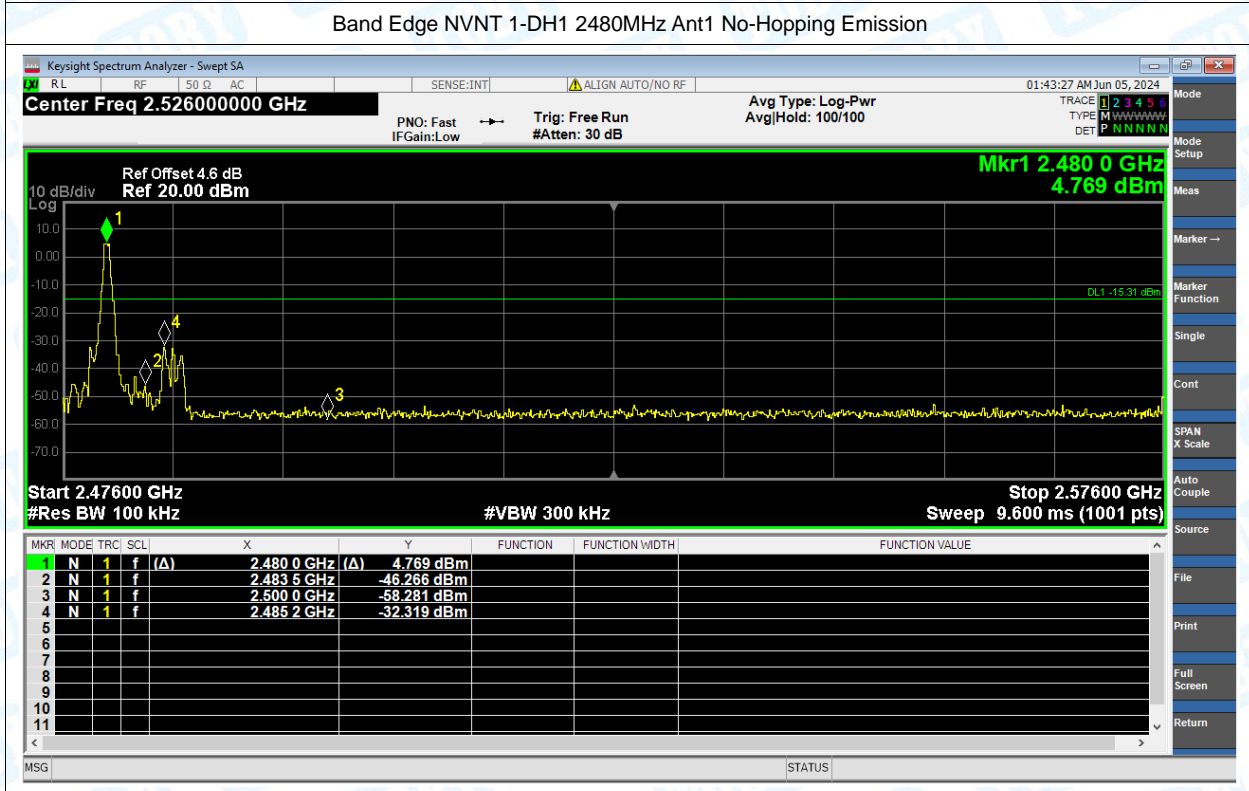 Band Edge NVNT 1-DH1 2480MHz Ant1 No-Hopping Emission
Keysight Spectrum Analyzer - Swept SA
LXI RL RF 50 Ω AC SENSE:INT ALIGN AUTO/NO RF 01:43:27 AM Jun 05, 2024
Center Freq 2.526000000 GHz
PNO: Fast
IFGain:Low
Trig: Free Run
#Atten: 30 dB
Avg Type: Log-Pwr
Avg|Hold: 100/100
TRACE 1 2 3 4 5 6
TYPE M WWWWW
DET P N N N N N
Mkr1 2.480 0 GHz
4.769 dBm
Ref Offset 4.6 dB
10 dB/div Ref 20.00 dBm
Log
10.0
0.00
-10.0
-20.0
-30.0
-40.0
-50.0
-60.0
-70.0
1
2
3
4
DL1 -15.31 dBm
Start 2.47600 GHz Stop 2.57600 GHz
#Res BW 100 kHz #VBW 300 kHz Sweep 9.600 ms (1001 pts)
MKR MODE TRC SCL X Y FUNCTION FUNCTION WIDTH FUNCTION VALUE
1 N 1 f (Δ) 2.480 0 GHz (Δ) 4.769 dBm
2 N 1 f 2.483 5 GHz -46.266 dBm
3 N 1 f 2.500 0 GHz -58.281 dBm
4 N 1 f 2.485 2 GHz -32.319 dBm
5
6
7
8
9
10
11
MSG STATUS
Mode
Mode
Setup
Meas
Marker →
Marker
Function
Single
Cont
SPAN
X Scale
Auto
Couple
Source
File
Print
Full
Screen
Return